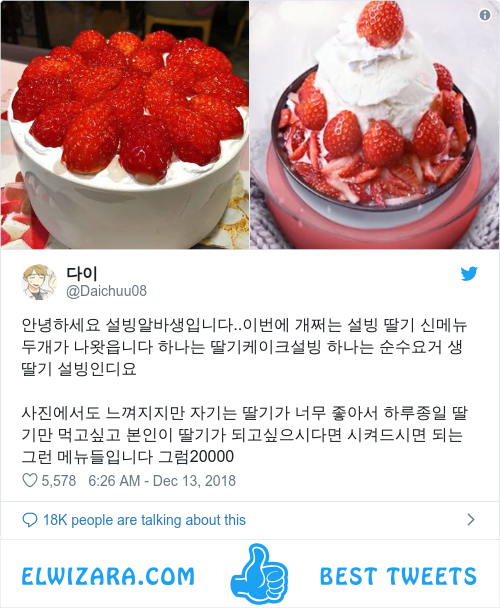 다이
@Daichuu08
안녕하세요 설빙알바생입니다..이번에 개쩌는 설빙 딸기 신메뉴
두개가 나왓읍니다 하나는 딸기케이크설빙 하나는 순수요거 생
딸기 설빙인디요
사진에서도 느껴지지만 자기는 딸기가 너무 좋아서 하루종일 딸
기만 먹고싶고 본인이 딸기가 되고싶으시다면 시켜드시면 되는
그런 메뉴들입니다 그럼20000
5,578 6:26 AM - Dec 13, 2018
18K people are talking about this
ELWIZARA.COM BEST TWEETS